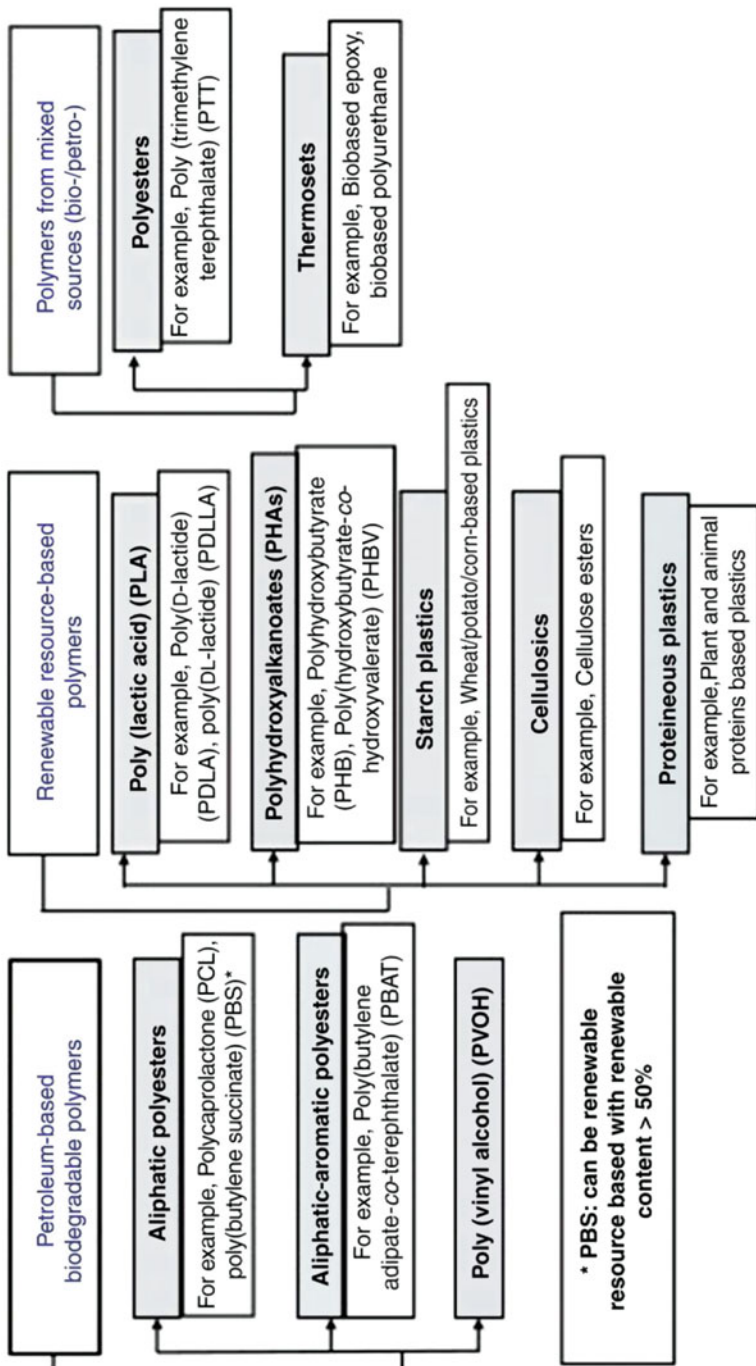 Petroleum-based
biodegradable polymers
Aliphatic polyesters
For example, Polycaprolactone (PCL),
poly(butylene succinate) (PBS)*
Aliphatic-aromatic polyesters
For example, Poly(butylene
adipate-co-terephthalate) (PBAT)
Poly (vinyl alcohol) (PVOH)
* PBS: can be renewable
resource based with renewable
content > 50%
Renewable resource-based
polymers
Poly (lactic acid) (PLA)
For example, Poly(D-lactide)
(PDLA), poly(DL-lactide) (PDLLA)
Polyhydroxyalkanoates (PHAs)
For example, Polyhydroxybutyrate
(PHB), Poly(hydroxybutyrate-co-
hydroxyvalerate) (PHBV)
Starch plastics
For example, Wheat/potato/corn-based plastics
Cellulosics
For example, Cellulose esters
Proteineous plastics
For example,Plant and animal
proteins based plastics
Polymers from mixed
sources (bio-/petro-)
Polyesters
For example, Poly (trimethylene
terephthalate) (PTT)
Thermosets
For example, Biobased epoxy,
biobased polyurethane